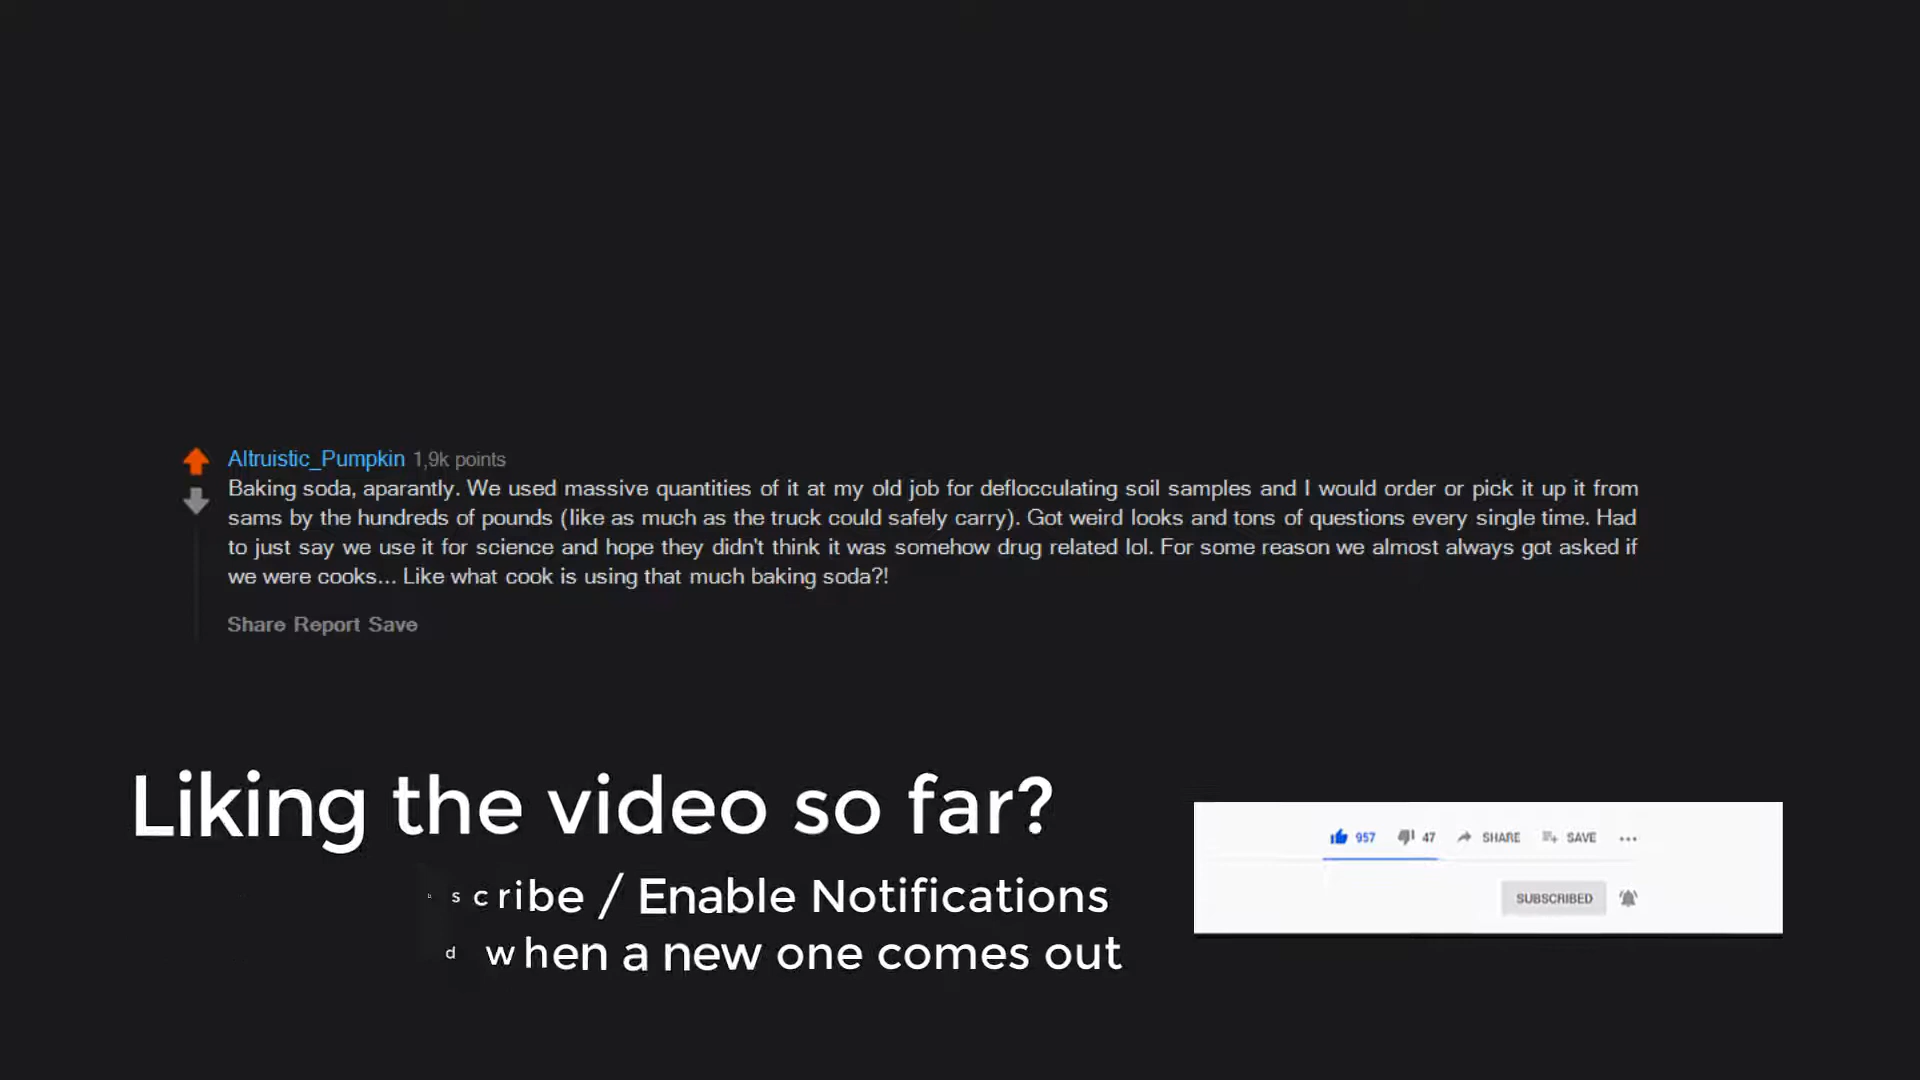 Altruistic_Pumpkin 1,9k points
Baking soda, aparantly. We used massive quantities of it at my old job for deflocculating soil samples and I would order or pick it up it from
sams by the hundreds of pounds (like as much as the truck could safely carry). Got weird looks and tons of questions every single time. Had
to just say we use it for science and hope they didn't think it was somehow drug related lol. For some reason we almost always got asked if
we were cooks... Like what cook is using that much baking soda?!
Share Report Save
Liking the video so far?
scribe / Enable Notifications
d when a new one comes out
957 47 SHARE SAVE
SUBSCRIBED